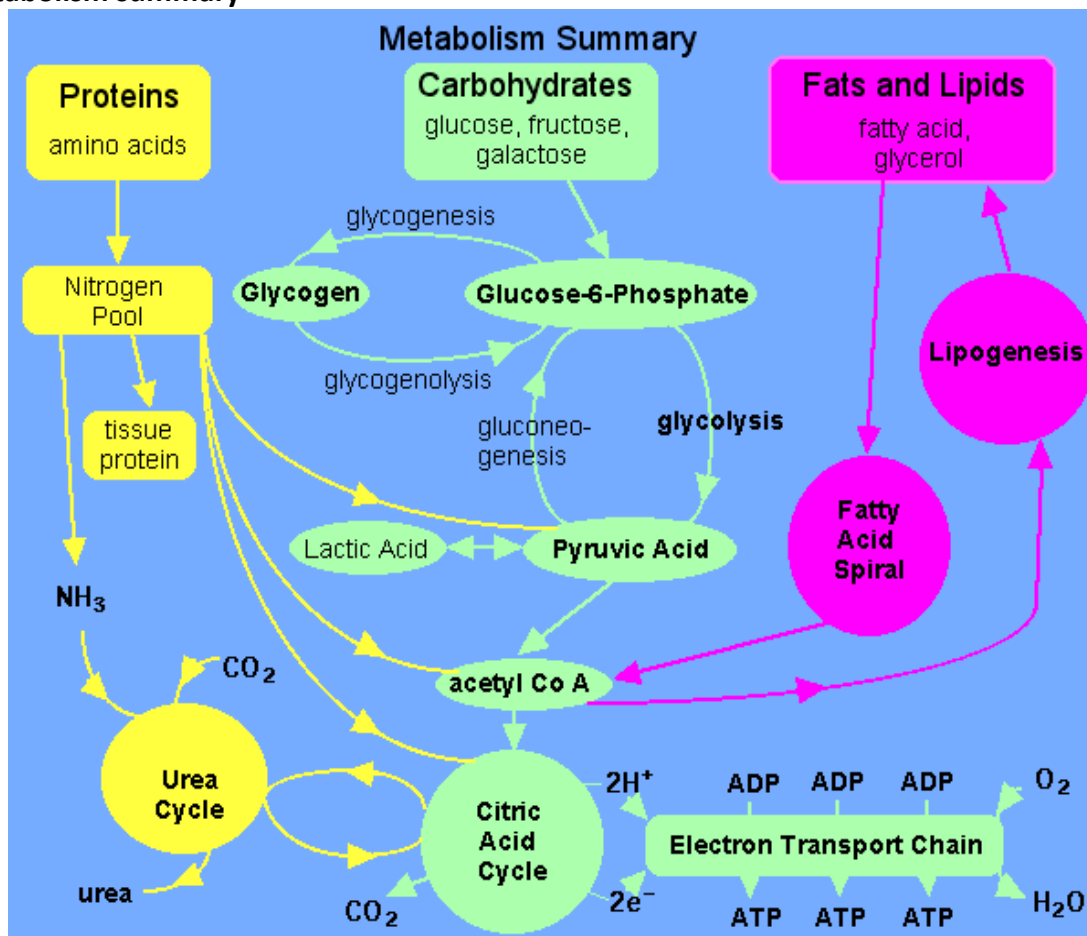 Metabolism Summary
Proteins
amino acids
Carbohydrates
glucose, fructose,
galactose
Fats and Lipids
fatty acid,
glycerol
glycogenesis
Nitrogen
Pool
Glycogen
Glucose-6-Phosphate
Lipogenesis
glycogenolysis
tissue
protein
gluconeo-
genesis
glycolysis
Fatty
Acid
Spiral
Lactic Acid
Pyruvic Acid
NH₃
CO₂
acetyl Co A
Urea
Cycle
urea
Citric
Acid
Cycle
CO₂
2H⁺
2e⁻
ADP ADP ADP
O₂
Electron Transport Chain
ATP ATP ATP
H₂O